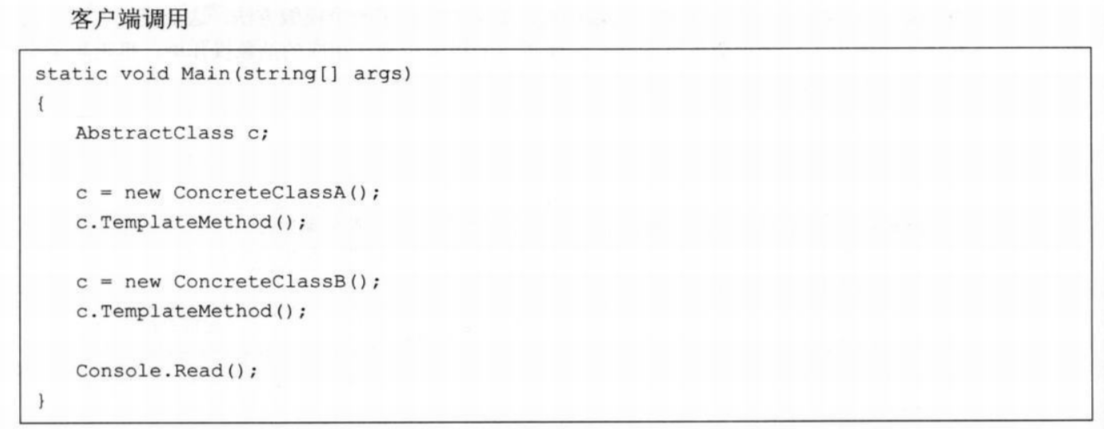 客户端调用
static void Main(string[] args)
{
AbstractClass c;
c = new ConcreteClassA();
c.TemplateMethod();
c = new ConcreteClassB();
c.TemplateMethod();
Console.Read();
}